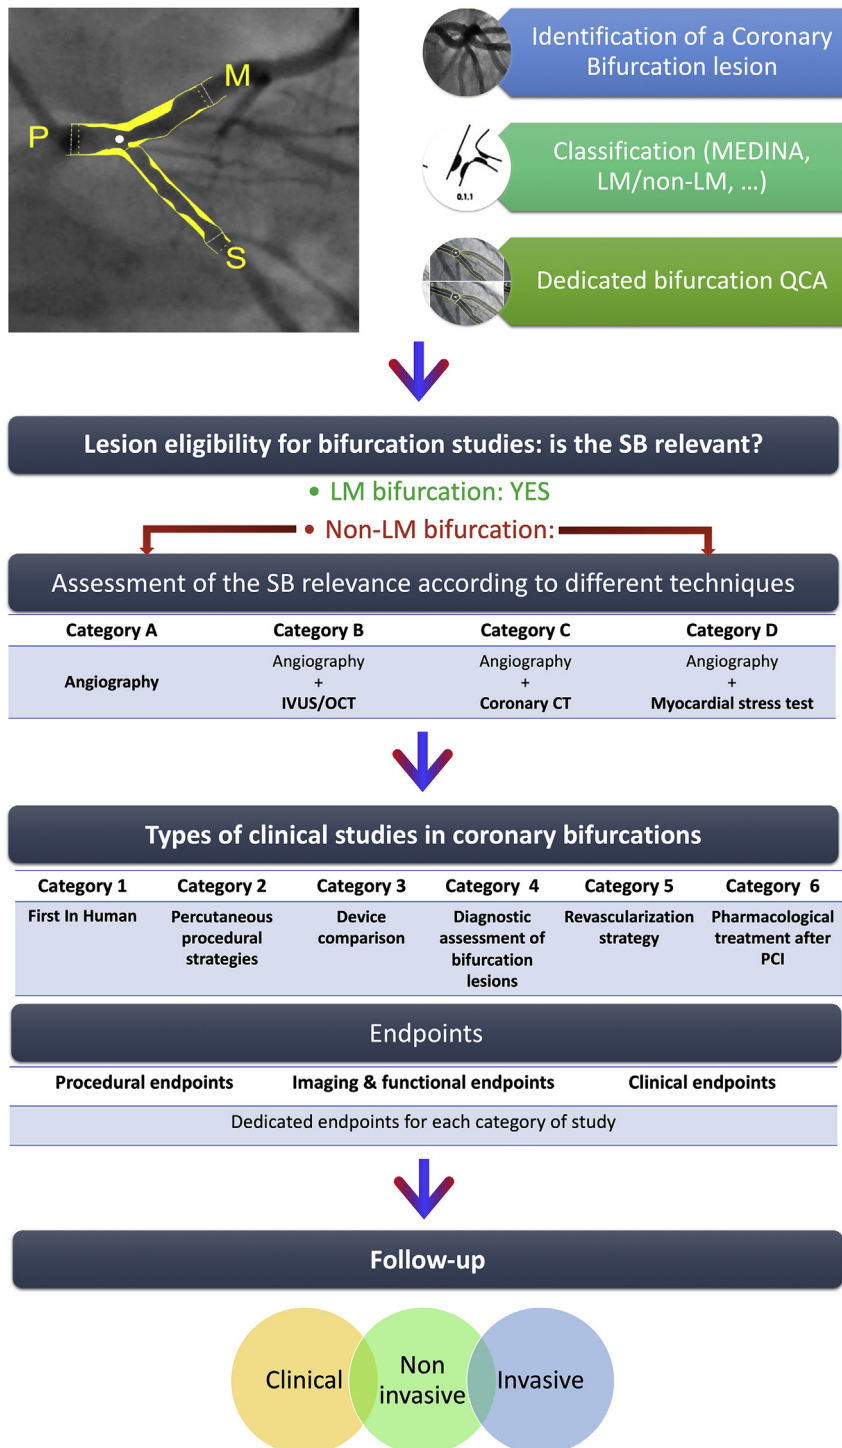 P
M
S
Identification of a Coronary
Bifurcation lesion
Classification (MEDINA,
LM/non-LM, ...)
0,1,1
Dedicated bifurcation QCA
Lesion eligibility for bifurcation studies: is the SB relevant?
• LM bifurcation: YES
• Non-LM bifurcation:
Assessment of the SB relevance according to different techniques
Category A
Category B
Category C
Category D
Angiography
Angiography
+
IVUS/OCT
Angiography
+
Coronary CT
Angiography
+
Myocardial stress test
Types of clinical studies in coronary bifurcations
Category 1
Category 2
Category 3
Category 4
Category 5
Category 6
First In Human
Percutaneous
procedural
strategies
Device
comparison
Diagnostic
assessment of
bifurcation
lesions
Revascularization
strategy
Pharmacological
treatment after
PCI
Endpoints
Procedural endpoints
Imaging & functional endpoints
Clinical endpoints
Dedicated endpoints for each category of study
Follow-up
Clinical
Non
invasive
Invasive